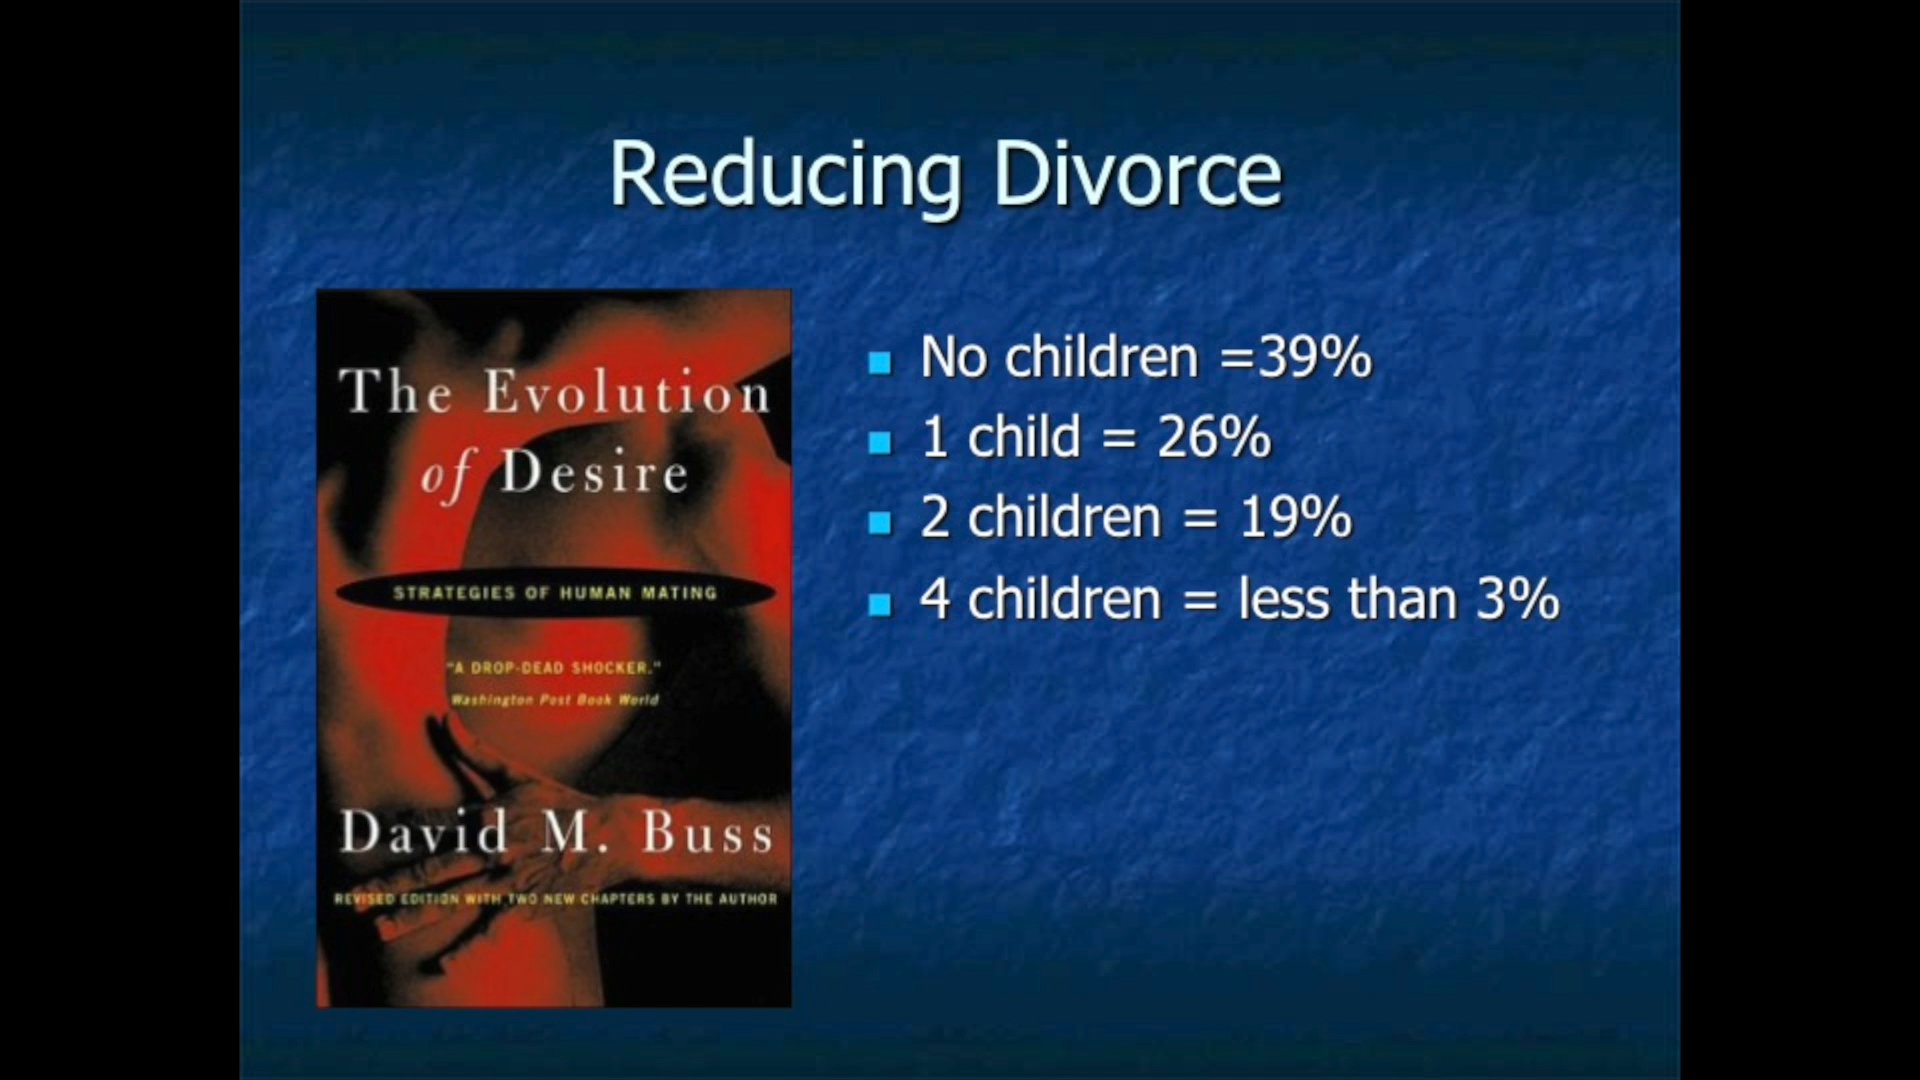 Reducing Divorce
The Evolution
of Desire
STRATEGIES OF HUMAN MATING
"A DROP-DEAD SHOCKER."
Washington Post Book World
David M. Buss
REVISED EDITION WITH TWO NEW CHAPTERS BY THE AUTHOR
No children =39%
1 child = 26%
2 children = 19%
4 children = less than 3%